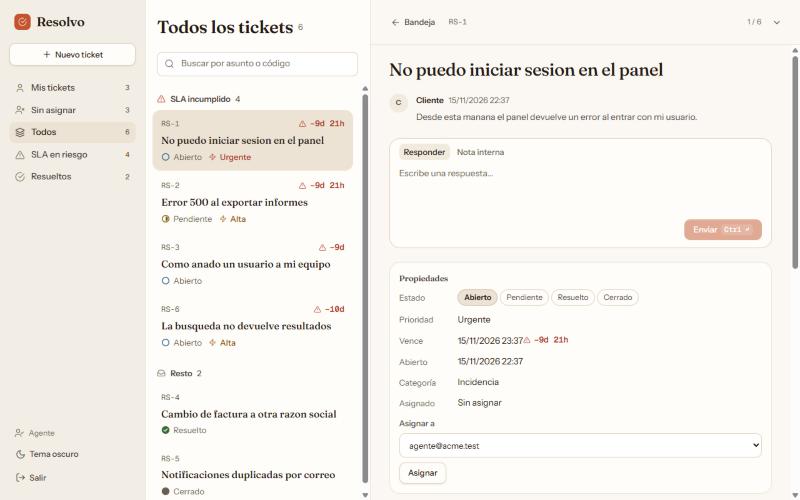 Resolvo
Nuevo ticket
Mis tickets 3
Sin asignar 3
Todos 6
SLA en riesgo 4
Resueltos 2
Agente
Tema oscuro
Salir
Todos los tickets 6
Buscar por asunto o código
SLA incumplido 4
RS-1 -9d 21h
No puedo iniciar sesion en el panel
Abierto Urgente
RS-2 -9d 21h
Error 500 al exportar informes
Pendiente Alta
RS-3 -9d
Como anado un usuario a mi equipo
Abierto
RS-6 -10d
La busqueda no devuelve resultados
Abierto Alta
Resto 2
RS-4
Cambio de factura a otra razon social
Resuelto
RS-5
Notificaciones duplicadas por correo
Cerrado
Bandeja RS-1 1 / 6
No puedo iniciar sesion en el panel
C Cliente 15/11/2026 22:37
Desde esta manana el panel devuelve un error al entrar con mi usuario.
Responder Nota interna
Escribe una respuesta...
Enviar Ctrl ↵
Propiedades
Estado Abierto Pendiente Resuelto Cerrado
Prioridad Urgente
Vence 15/11/2026 23:37 -9d 21h
Abierto 15/11/2026 22:37
Categoría Incidencia
Asignado Sin asignar
Asignar a
agente@acme.test
Asignar